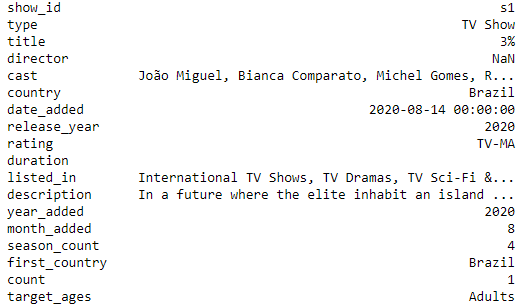 show_id s1
type TV Show
title 3%
director NaN
cast João Miguel, Bianca Comparato, Michel Gomes, R...
country Brazil
date_added 2020-08-14 00:00:00
release_year 2020
rating TV-MA
duration
listed_in International TV Shows, TV Dramas, TV Sci-Fi &...
description In a future where the elite inhabit an island ...
year_added 2020
month_added 8
season_count 4
first_country Brazil
count 1
target_ages Adults